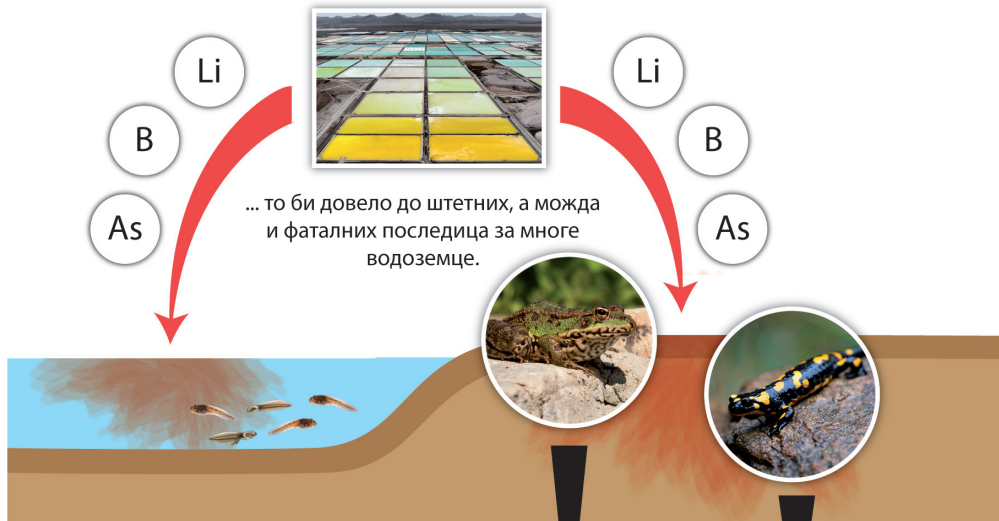 Li
B
As
Li
B
As
... то би довело до штетних, а можда
и фаталних последица за многе
водоземце.